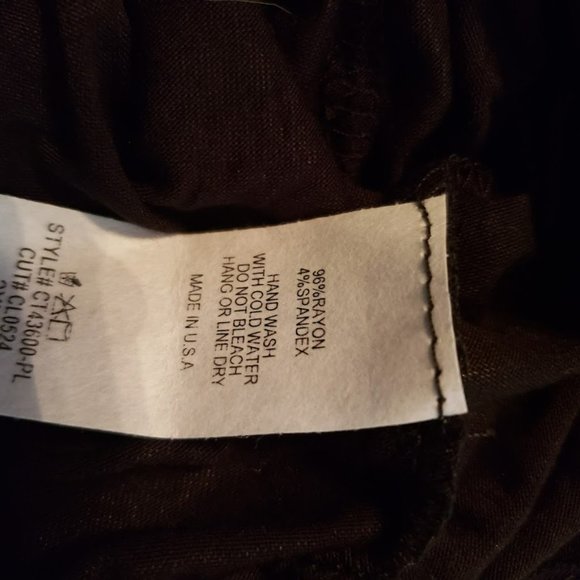 96%RAYON
4%SPANDEX
HAND WASH
WITH COLD WATER
DO NOT BLEACH
HANG OR LINE DRY
MADE IN U.S.A
STYLE# CT43600-PL
CUT# CL0524